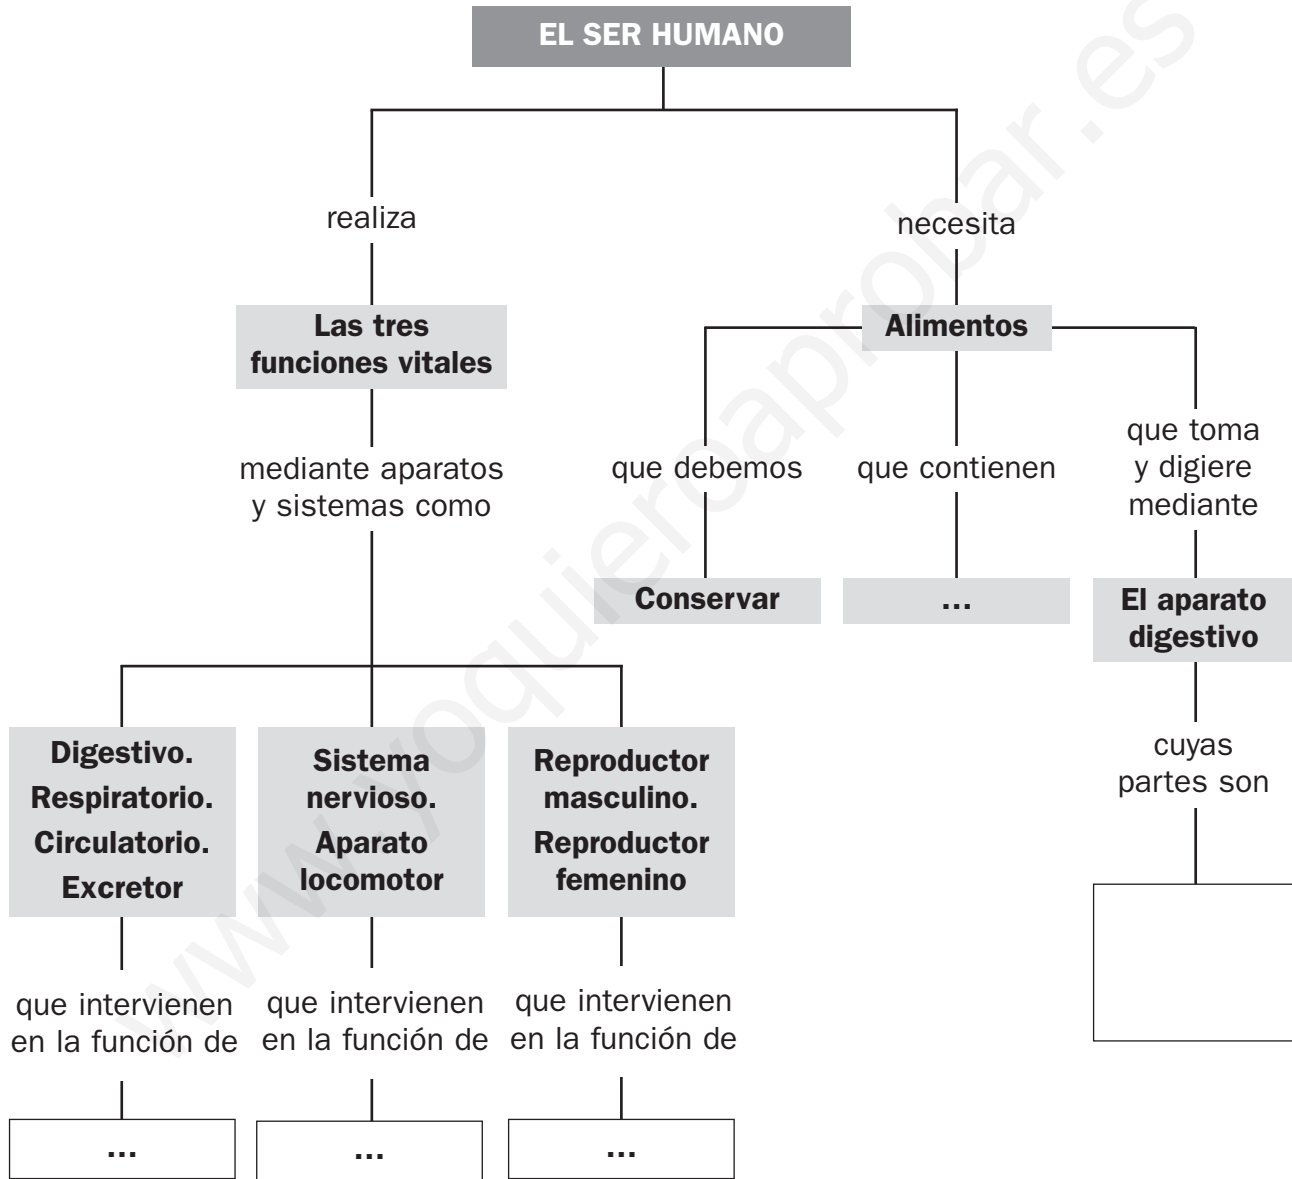 EL SER HUMANO
realiza
necesita
Las tres
funciones vitales
Alimentos
mediante aparatos
y sistemas como
que debemos
que contienen
que toma
y digiere
mediante
Conservar
...
El aparato
digestivo
Digestivo.
Respiratorio.
Circulatorio.
Excretor
Sistema
nervioso.
Aparato
locomotor
Reproductor
masculino.
Reproductor
femenino
cuyas
partes son
que intervienen
en la función de
que intervienen
en la función de
que intervienen
en la función de
...
...
...
www.yoquieroaprobar.es